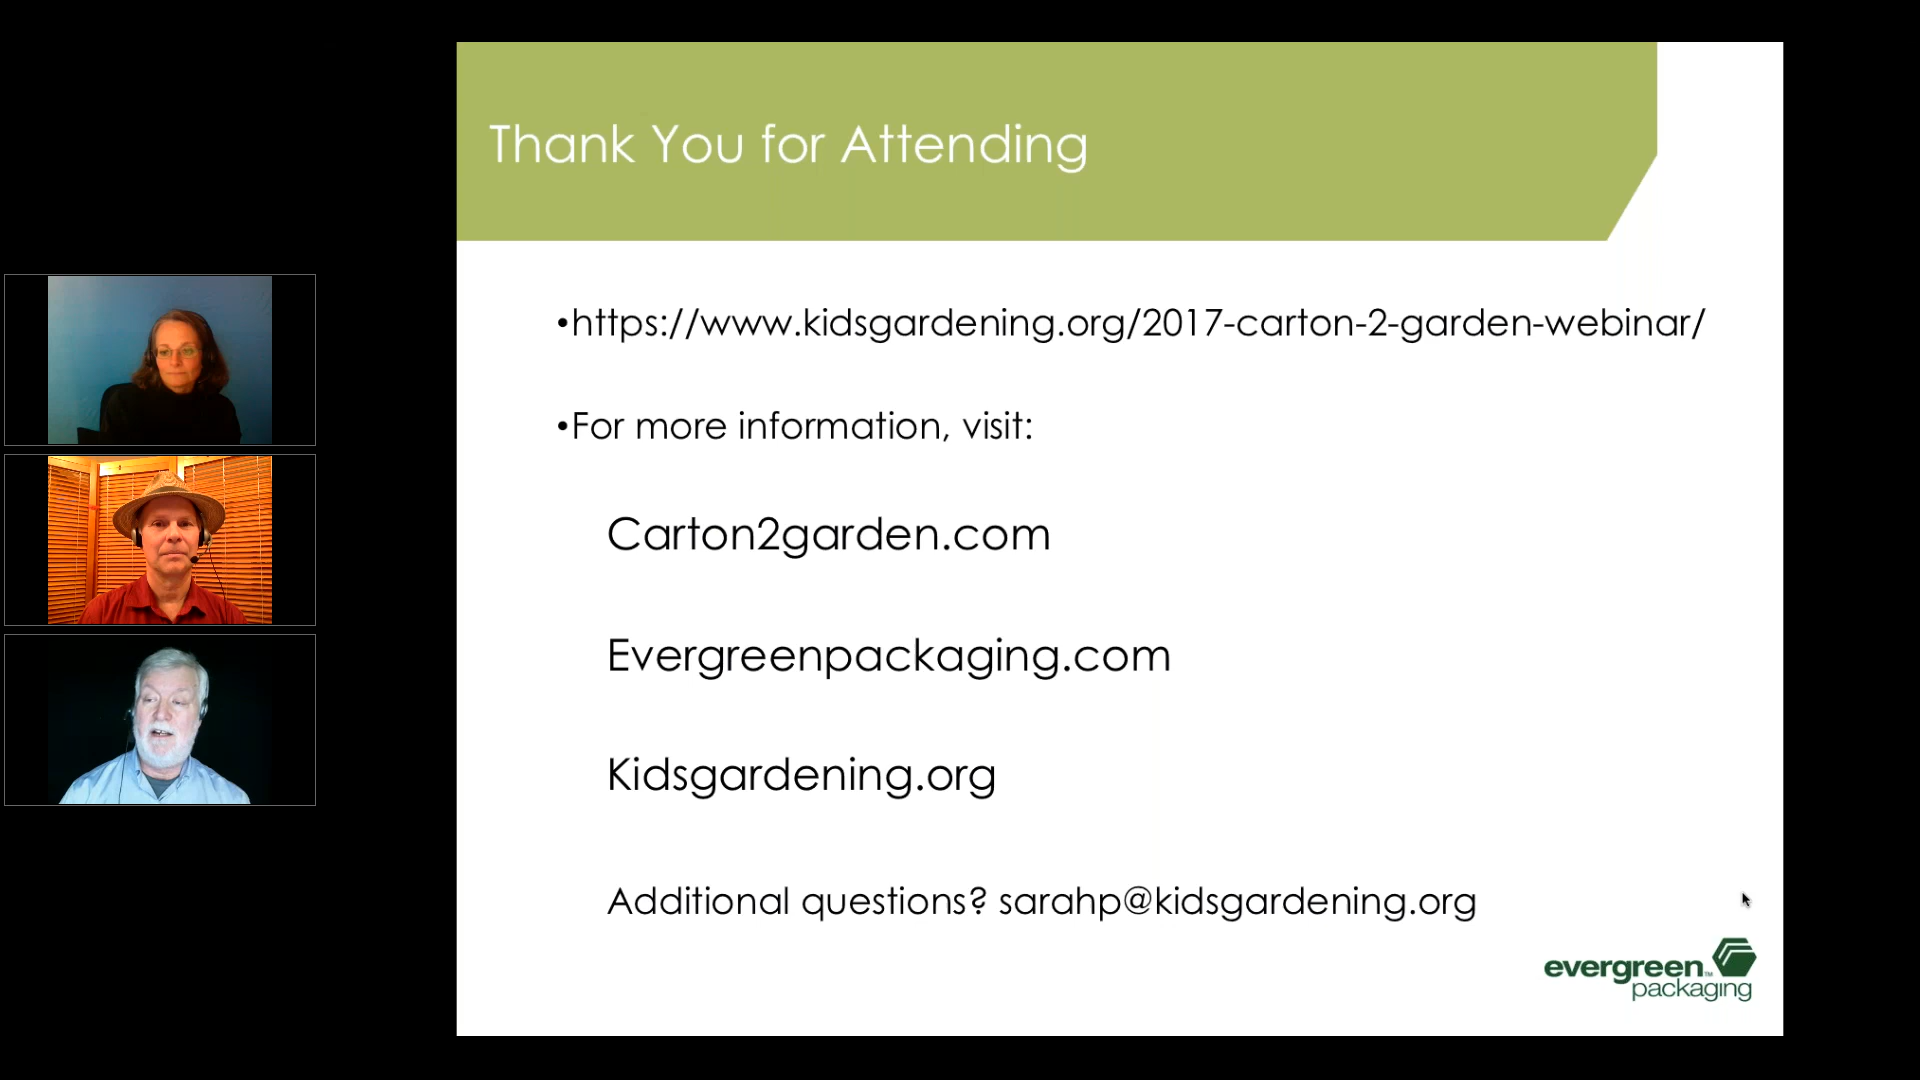 Thank You for Attending
•https://www.kidsgardening.org/2017-carton-2-garden-webinar/
•For more information, visit:
Carton2garden.com
Evergreenpackaging.com
Kidsgardening.org
Additional questions? sarahp@kidsgardening.org
evergreen™
packaging